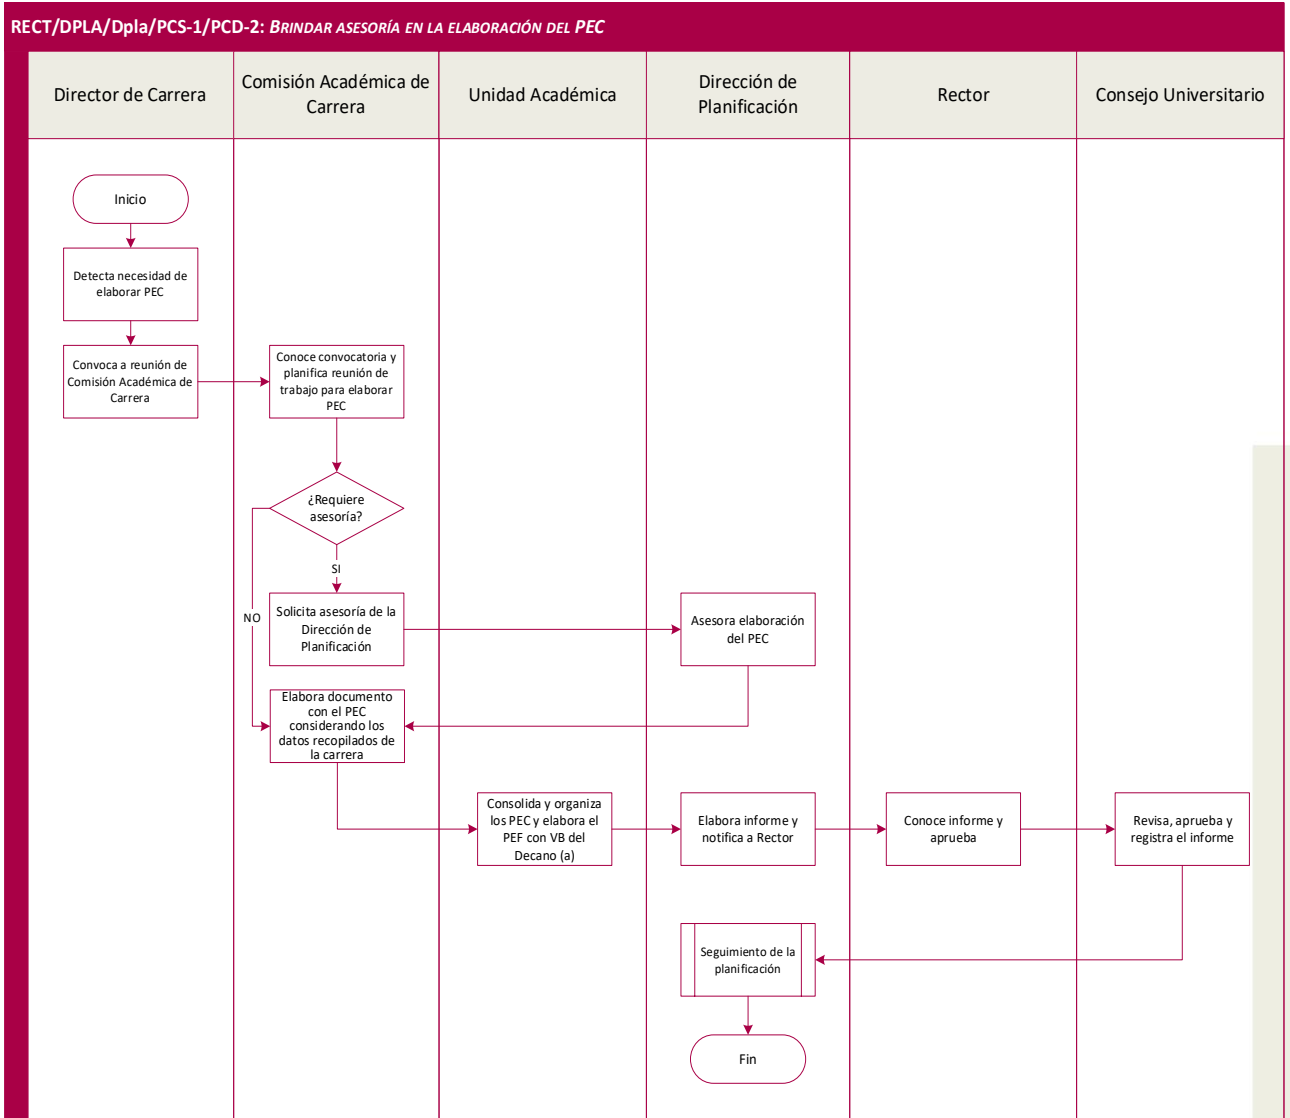 RECT/DPLA/Dpla/PCS-1/PCD-2: BRINDAR ASESORÍA EN LA ELABORACIÓN DEL PEC
Director de Carrera
Comisión Académica de
Carrera
Unidad Académica
Dirección de
Planificación
Rector
Consejo Universitario
Inicio
Detecta necesidad de
elaborar PEC
Convoca a reunión de
Comisión Académica de
Carrera
Conoce convocatoria y
planifica reunión de
trabajo para elaborar
PEC
¿Requiere
asesoría?
SI
NO
Solicita asesoría de la
Dirección de
Planificación
Asesora elaboración
del PEC
Elabora documento
con el PEC
considerando los
datos recopilados de
la carrera
Consolida y organiza
los PEC y elabora el
PEF con VB del
Decano (a)
Elabora informe y
notifica a Rector
Conoce informe y
aprueba
Revisa, aprueba y
registra el informe
Seguimiento de la
planificación
Fin